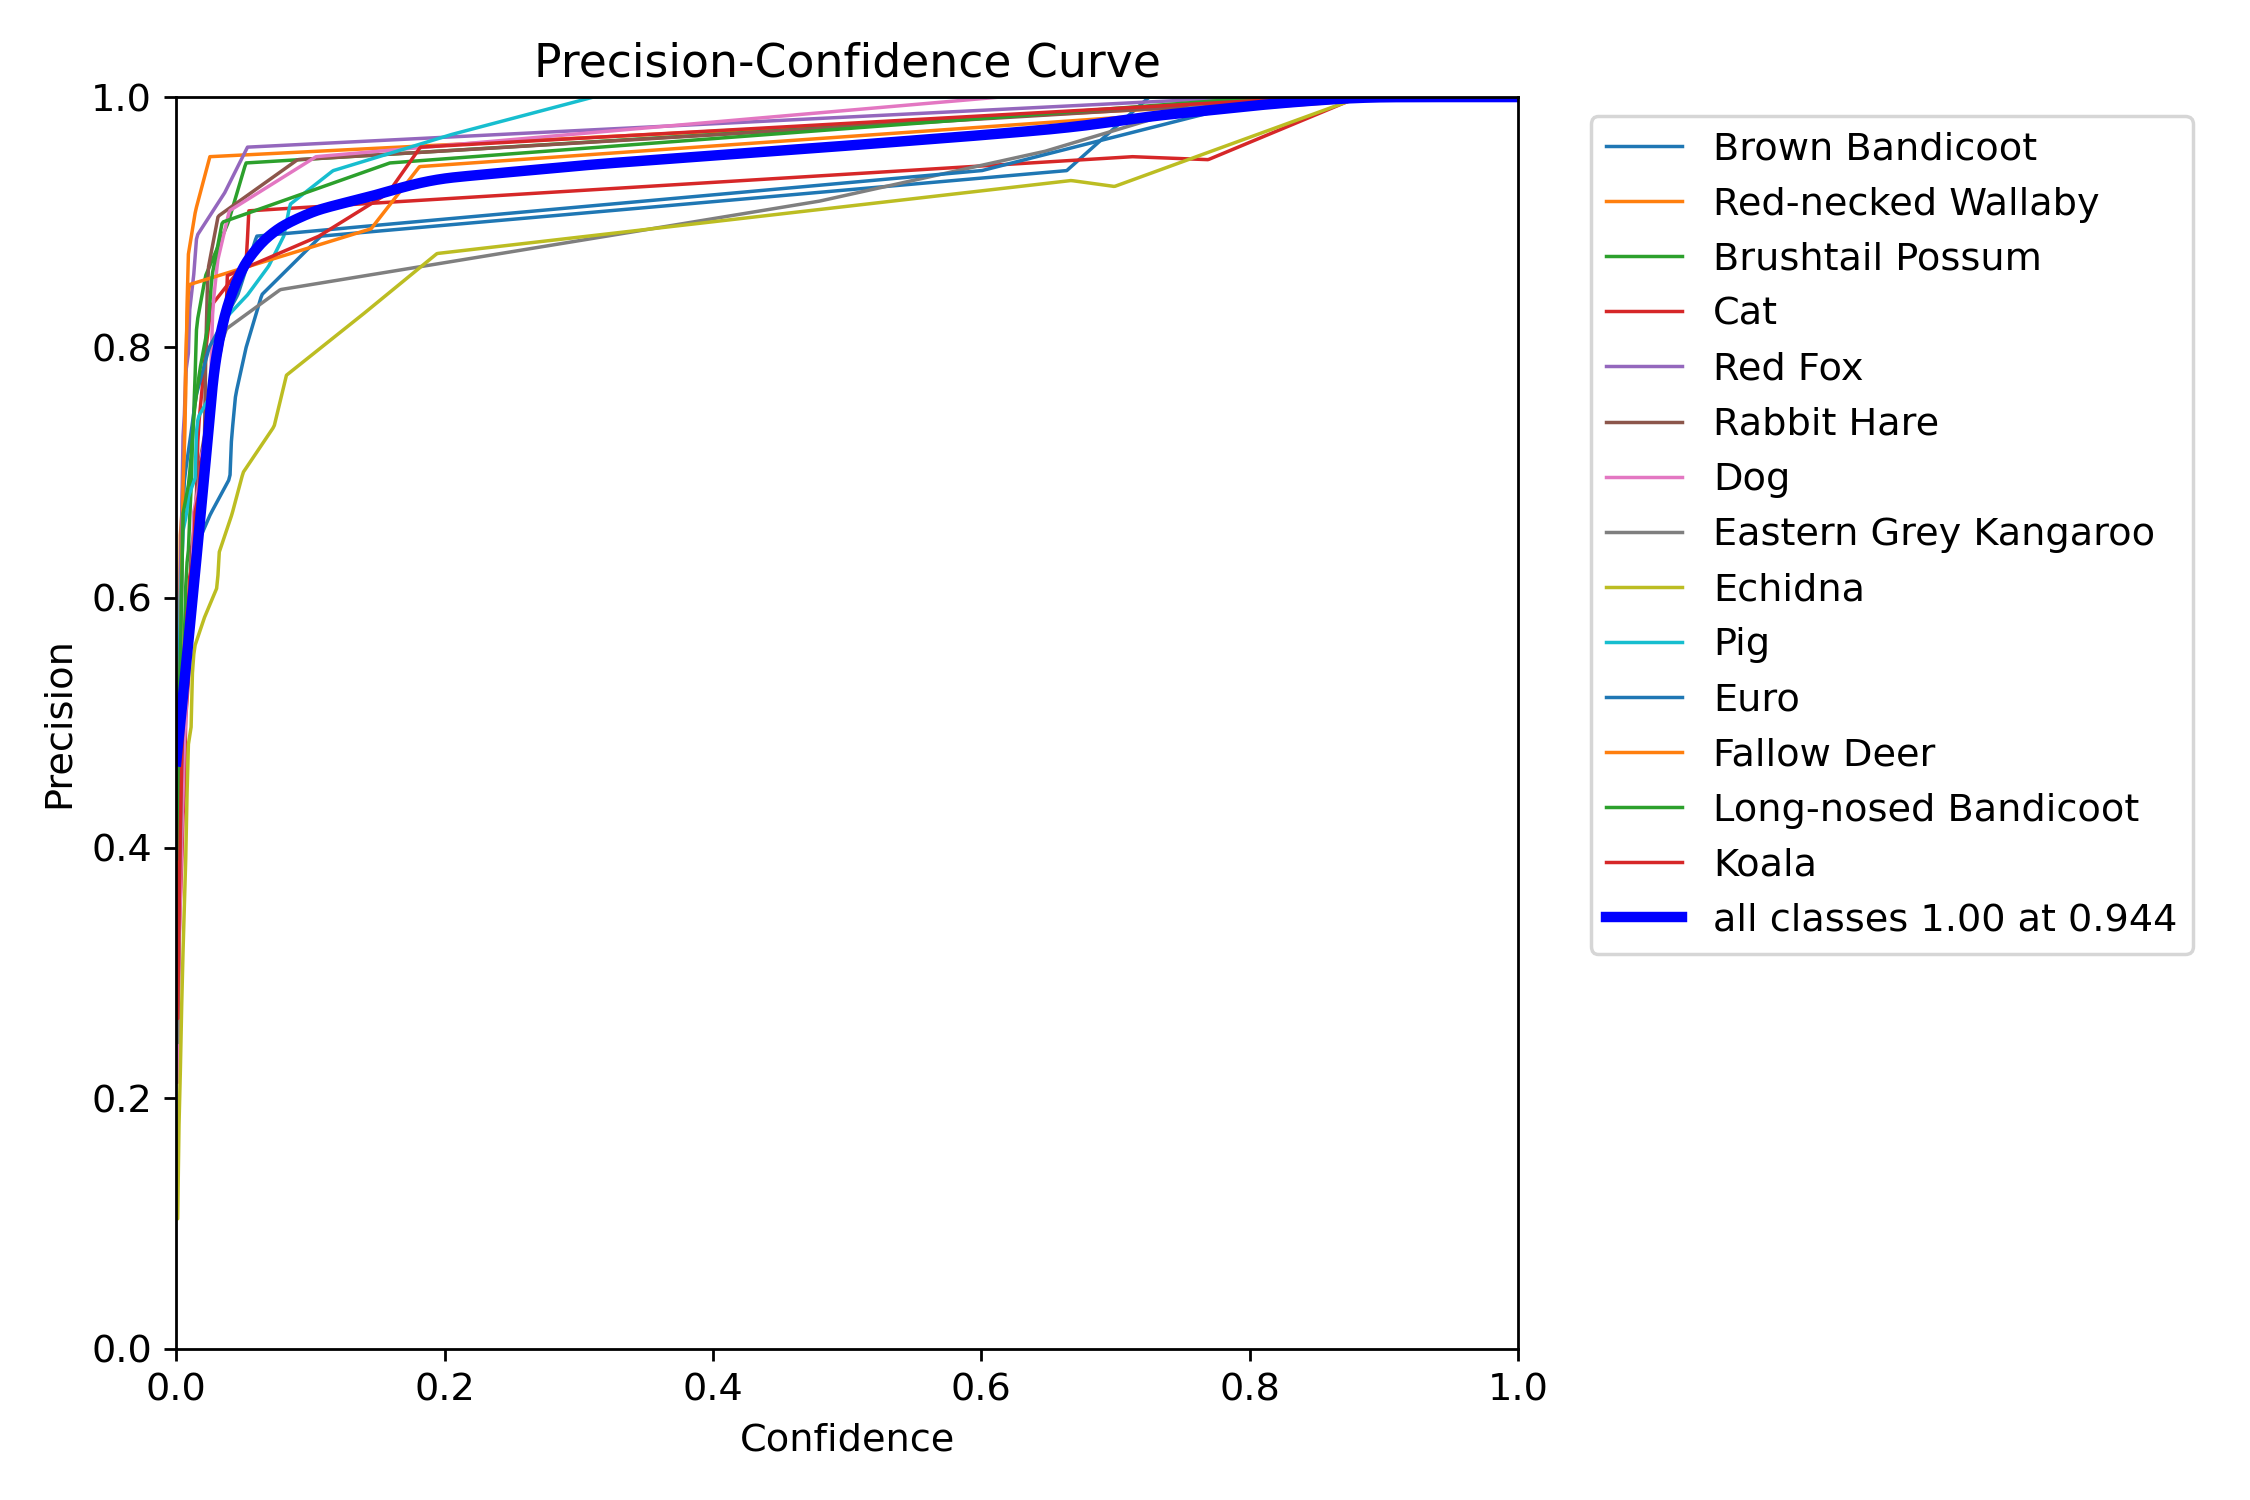 Precision-Confidence Curve
1.0
0.8
0.6
0.4
0.2
0.0
Precision
0.0 0.2 0.4 0.6 0.8 1.0
Confidence
Brown Bandicoot
Red-necked Wallaby
Brushtail Possum
Cat
Red Fox
Rabbit Hare
Dog
Eastern Grey Kangaroo
Echidna
Pig
Euro
Fallow Deer
Long-nosed Bandicoot
Koala
all classes 1.00 at 0.944